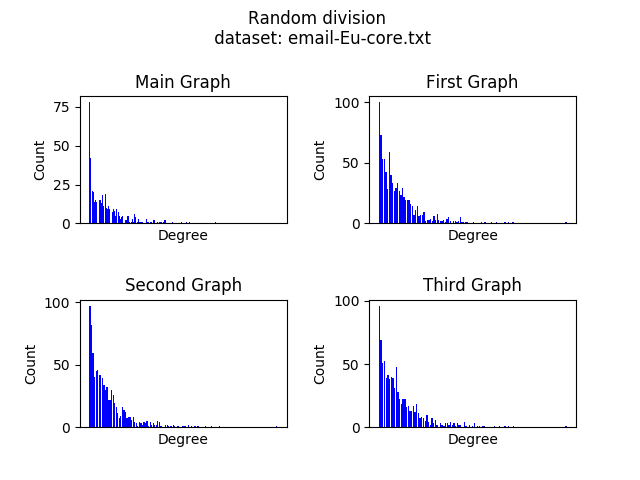 Random division
dataset: email-Eu-core.txt
Main Graph
75
50
25
0
Count
Degree
First Graph
100
50
0
Count
Degree
Second Graph
100
50
0
Count
Degree
Third Graph
100
50
0
Count
Degree